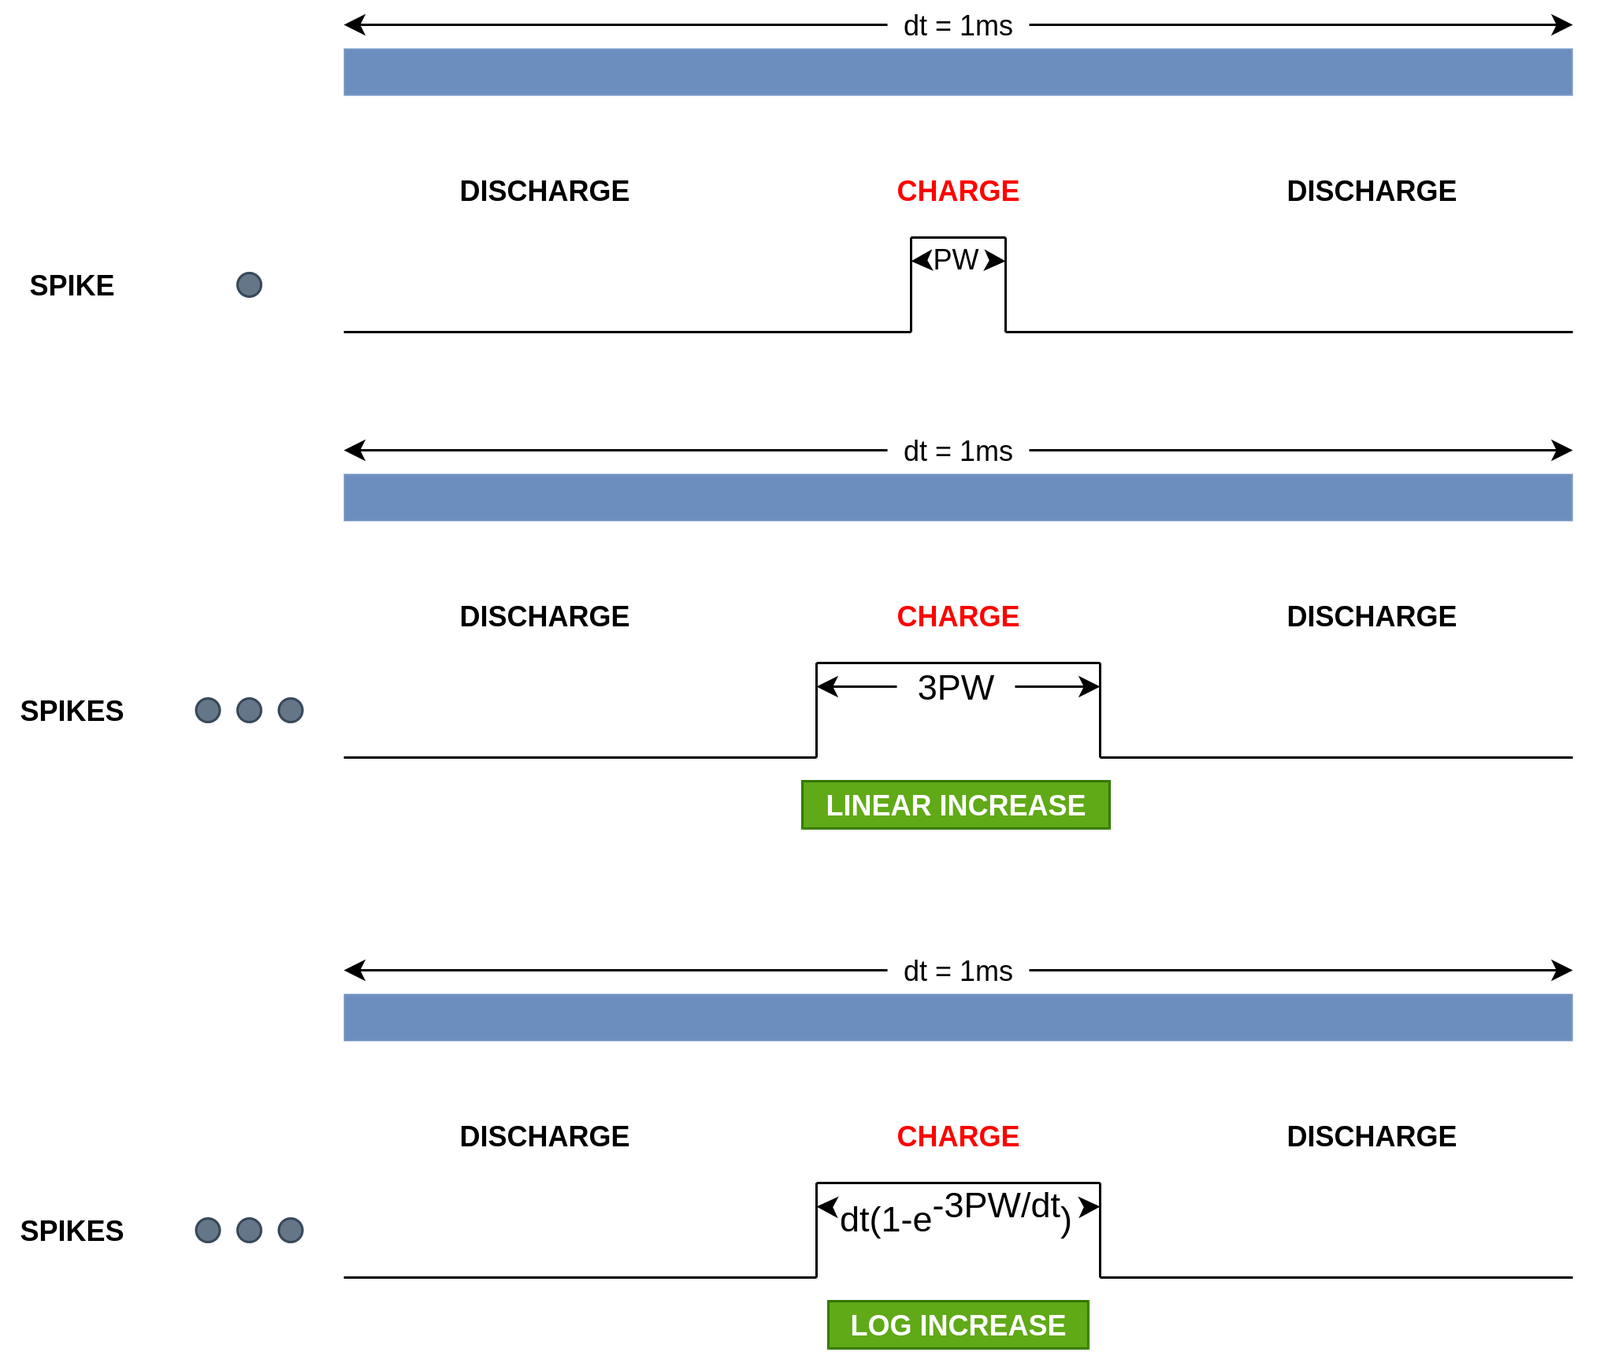 dt = 1ms
DISCHARGE CHARGE DISCHARGE
PW
SPIKE
dt = 1ms
DISCHARGE CHARGE DISCHARGE
3PW
SPIKES
LINEAR INCREASE
dt = 1ms
DISCHARGE CHARGE DISCHARGE
dt(1-e-3PW/dt)
SPIKES
LOG INCREASE